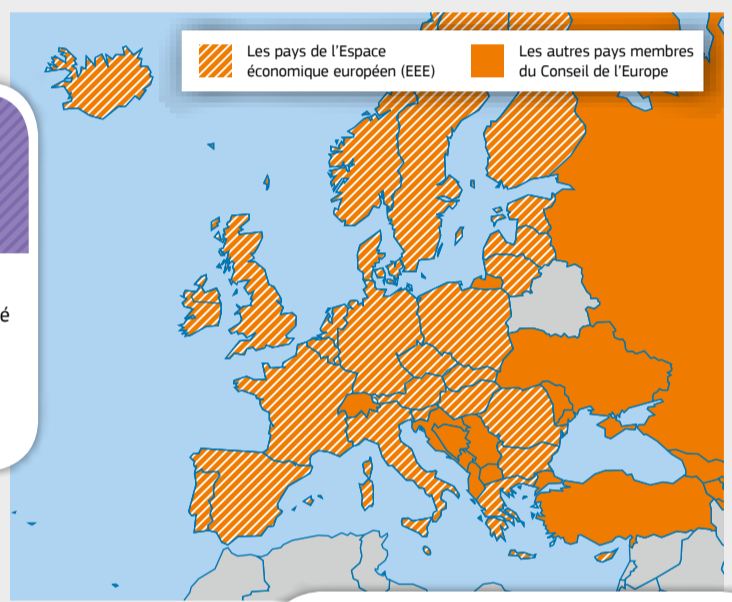 Les pays de l'Espace
économique européen (EEE)
Les autres pays membres
du Conseil de l'Europe
é